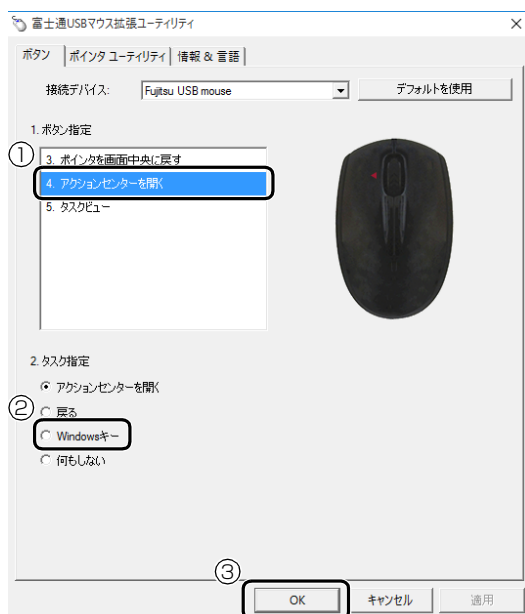 富士通USBマウス拡張ユーティリティ
ボタン ポインタ ユーティリティ 情報 & 言語
接続デバイス: Fujitsu USB mouse デフォルトを使用
1. ボタン指定
①
3. ポインタを画面中央に戻す
4. アクションセンターを開く
5. タスクビュー
2. タスク指定
アクションセンターを開く
②
戻る
Windowsキー
何もしない
③
OK キャンセル 適用